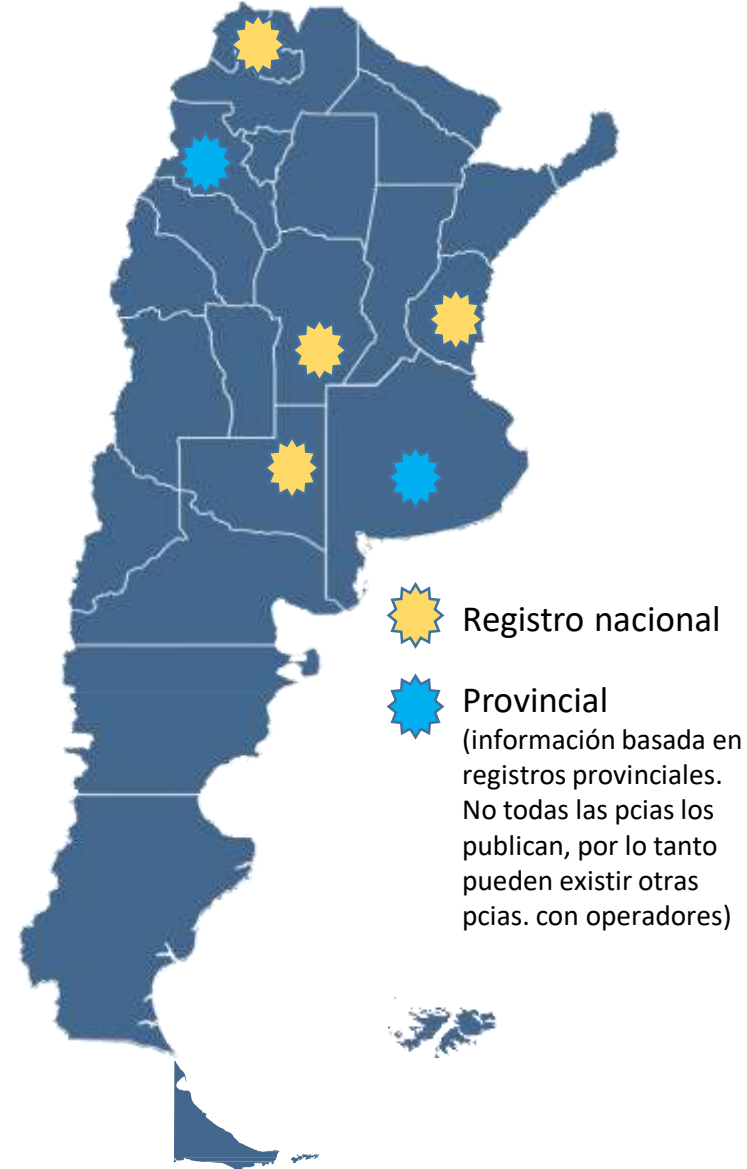 Registro nacional
Provincial
(información basada en
registros provinciales.
No todas las pcias los
publican, por lo tanto
pueden existir otras
pcias. con operadores)